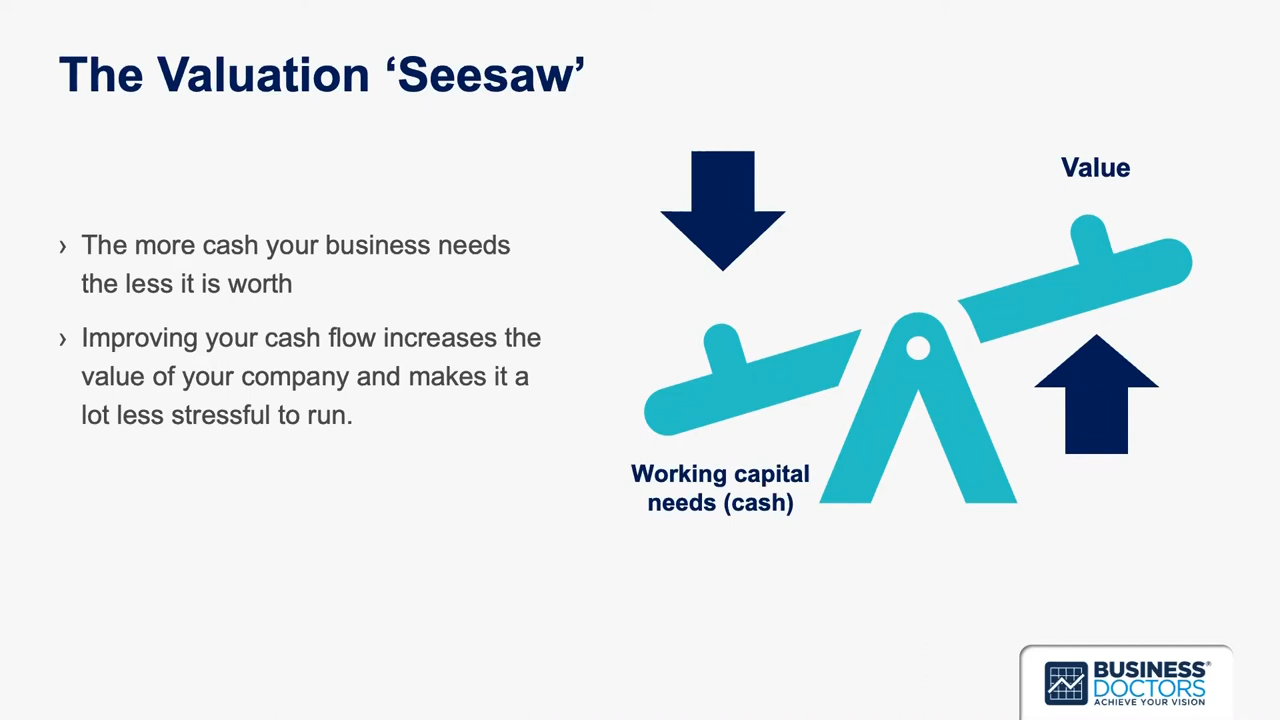 The Valuation ‘Seesaw’
› The more cash your business needs
the less it is worth
› Improving your cash flow increases the
value of your company and makes it a
lot less stressful to run.
Value
Working capital
needs (cash)
BUSINESS®
DOCTORS
ACHIEVE YOUR VISION